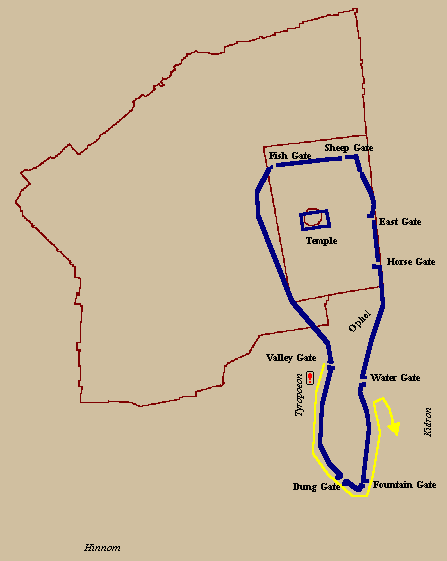 Sheep Gate
Fish Gate
East Gate
Temple
Horse Gate
Ophel
Valley Gate
Water Gate
Tyropoeon
Kidron
Dung Gate
Fountain Gate
Hinnom